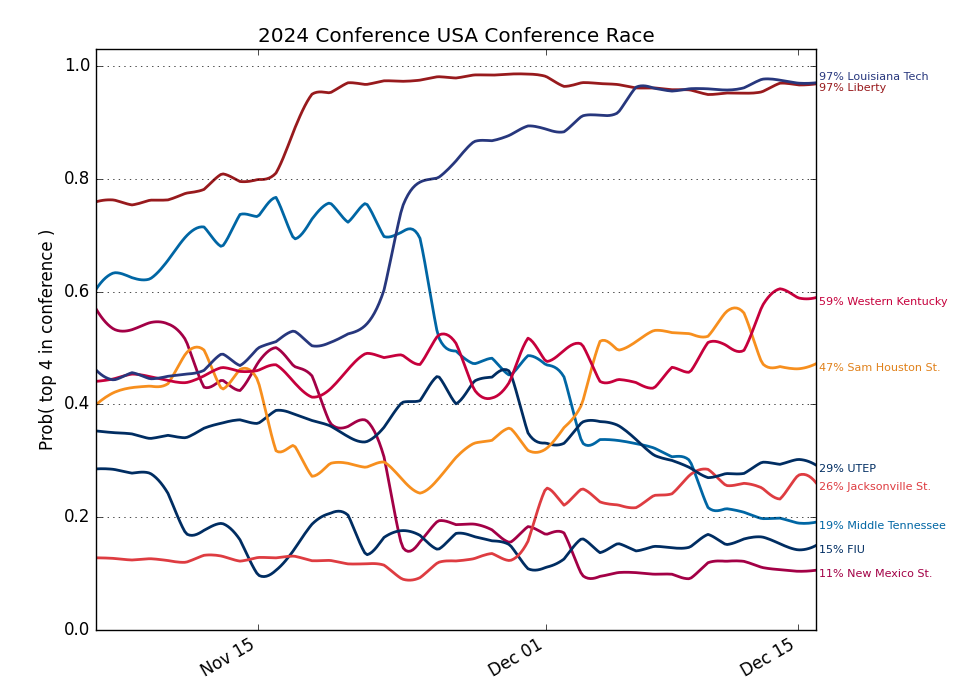 2024 Conference USA Conference Race
Prob( top 4 in conference )
1.0
0.8
0.6
0.4
0.2
0.0
Nov 15
Dec 01
Dec 15
97% Louisiana Tech
97% Liberty
59% Western Kentucky
47% Sam Houston St.
29% UTEP
26% Jacksonville St.
19% Middle Tennessee
15% FIU
11% New Mexico St.